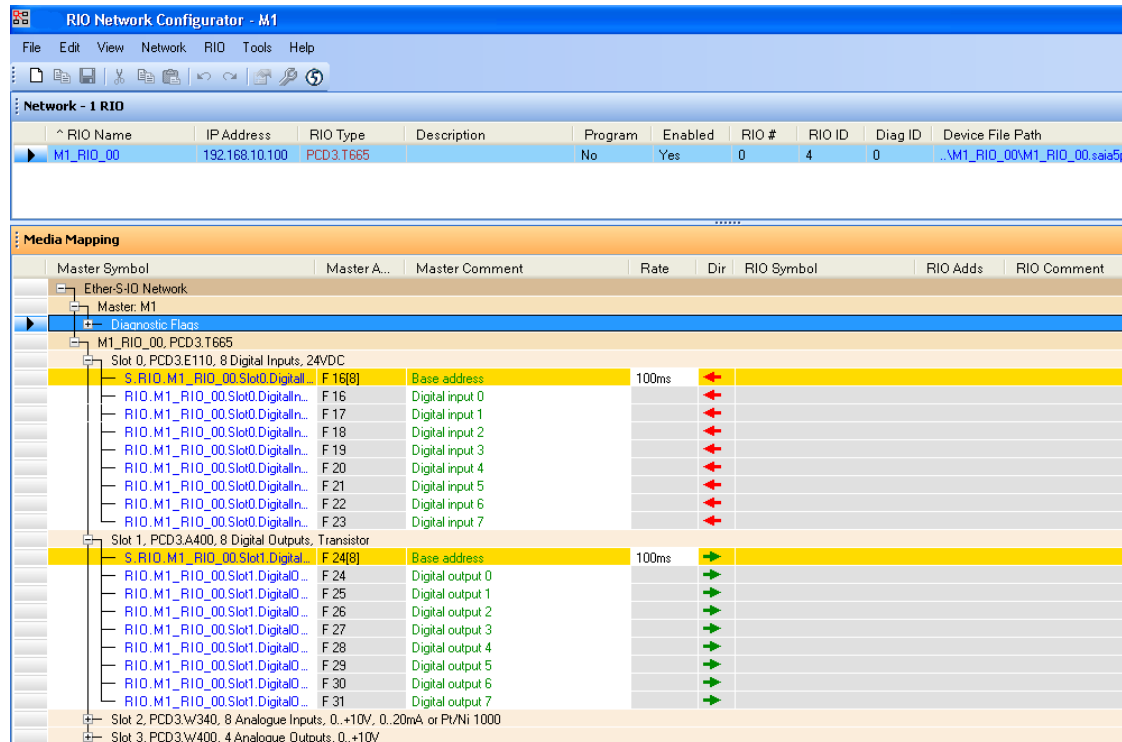 RIO Network Configurator - M1
File Edit View Network RIO Tools Help
Network - 1 RIO
^ RIO Name IP Address RIO Type Description Program Enabled RIO # RIO ID Diag ID Device File Path
M1_RIO_00 192.168.10.100 PCD3.T665 No Yes 0 4 0 ..\M1_RIO_00\M1_RIO_00.saia5p
Media Mapping
Master Symbol Master A... Master Comment Rate Dir RIO Symbol RIO Adds RIO Comment
Ether-S-IO Network
Master: M1
Diagnostic Flags
M1_RIO_00, PCD3.T665
Slot 0, PCD3.E110, 8 Digital Inputs, 24VDC
S.RIO.M1_RIO_00.Slot0.DigitalI... F 16[8] Base address 100ms
RIO.M1_RIO_00.Slot0.DigitalIn... F 16 Digital input 0
RIO.M1_RIO_00.Slot0.DigitalIn... F 17 Digital input 1
RIO.M1_RIO_00.Slot0.DigitalIn... F 18 Digital input 2
RIO.M1_RIO_00.Slot0.DigitalIn... F 19 Digital input 3
RIO.M1_RIO_00.Slot0.DigitalIn... F 20 Digital input 4
RIO.M1_RIO_00.Slot0.DigitalIn... F 21 Digital input 5
RIO.M1_RIO_00.Slot0.DigitalIn... F 22 Digital input 6
RIO.M1_RIO_00.Slot0.DigitalIn... F 23 Digital input 7
Slot 1, PCD3.A400, 8 Digital Outputs, Transistor
S.RIO.M1_RIO_00.Slot1.Digital... F 24[8] Base address 100ms
RIO.M1_RIO_00.Slot1.DigitalO... F 24 Digital output 0
RIO.M1_RIO_00.Slot1.DigitalO... F 25 Digital output 1
RIO.M1_RIO_00.Slot1.DigitalO... F 26 Digital output 2
RIO.M1_RIO_00.Slot1.DigitalO... F 27 Digital output 3
RIO.M1_RIO_00.Slot1.DigitalO... F 28 Digital output 4
RIO.M1_RIO_00.Slot1.DigitalO... F 29 Digital output 5
RIO.M1_RIO_00.Slot1.DigitalO... F 30 Digital output 6
RIO.M1_RIO_00.Slot1.DigitalO... F 31 Digital output 7
Slot 2, PCD3.W340, 8 Analogue Inputs, 0..+10V, 0..20mA or Pt/Ni 1000
Slot 3, PCD3.W400, 4 Analogue Outputs, 0..+10V